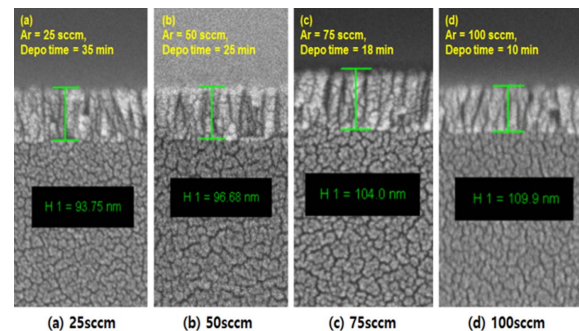 (a)
Ar = 25 sccm,
Depo time = 35 min
(b)
Ar = 50 sccm,
Depo time = 25 min
(c)
Ar = 75 sccm,
Depo time = 18 min
(d)
Ar = 100 sccm,
Depo time = 10 min
H 1 = 93.75 nm
H 1 = 96.68 nm
H 1 = 104.0 nm
H 1 = 109.9 nm
(a) 25sccm
(b) 50sccm
(c) 75sccm
(d) 100sccm